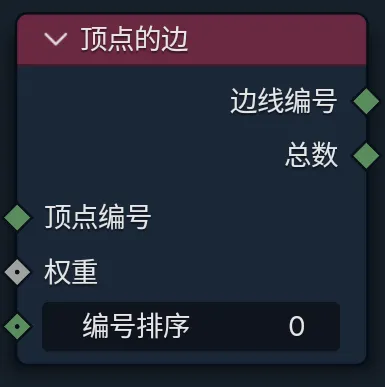 顶点的边
边线编号
总数
顶点编号
权重
编号排序 0